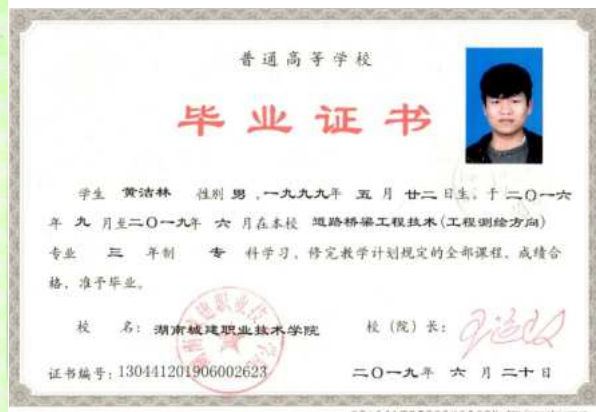 普通高等学校
毕业证书
学生 黄洁林 性别 男 ,一九九九年 五 月 廿二 日生,于 二〇一六
年 九 月至二〇一九年 六 月在本校 道路桥梁工程技术(工程测绘方向)
专业 三 年制 专 科学习,修完教学计划规定的全部课程,成绩合
格,准予毕业。
校 名: 湖南城建职业技术学院 校(院)长:
证书编号: 130441201906002623 二〇一九年 六 月 二十 日